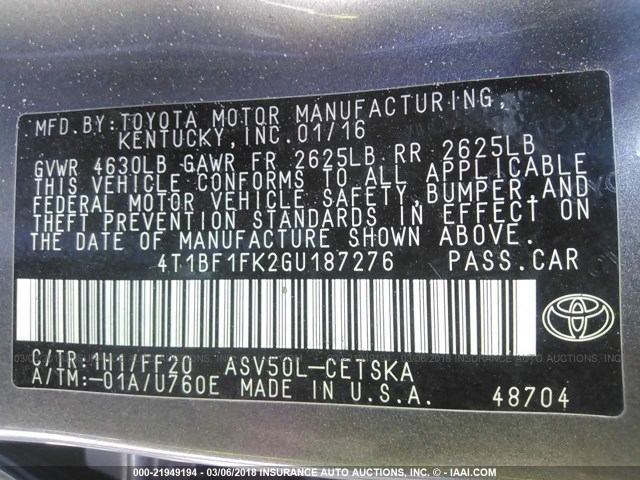 MFD.BY:TOYOTA MOTOR MANUFACTURING,
KENTUCKY,INC.01/16
GVWR 4630LB GAWR FR 2625LB RR 2625LB
THIS VEHICLE CONFORMS TO ALL APPLICABLE
FEDERAL MOTOR VEHICLE SAFETY,BUMPER,AND
THEFT PREVENTION STANDARDS IN EFFECT ON
THE DATE OF MANUFACTURE SHOWN ABOVE.
4T1BF1FK2GU187276 PASS.CAR
C/TR:1H1/FF20 ASV50L-CETSKA
A/TM:-01A/U760E MADE IN U.S.A. 48704
000-21949194 - 03/06/2018 INSURANCE AUTO AUCTIONS, INC. - © IAAI.COM